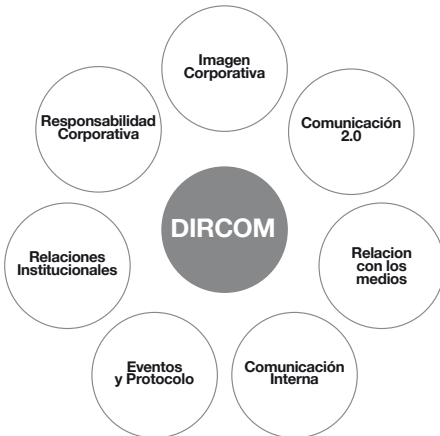 Imagen
Corporativa
Responsabilidad
Corporativa
Comunicación
2.0
DIRCOM
Relaciones
Institucionales
Relacion
con los
medios
Eventos
y Protocolo
Comunicación
Interna